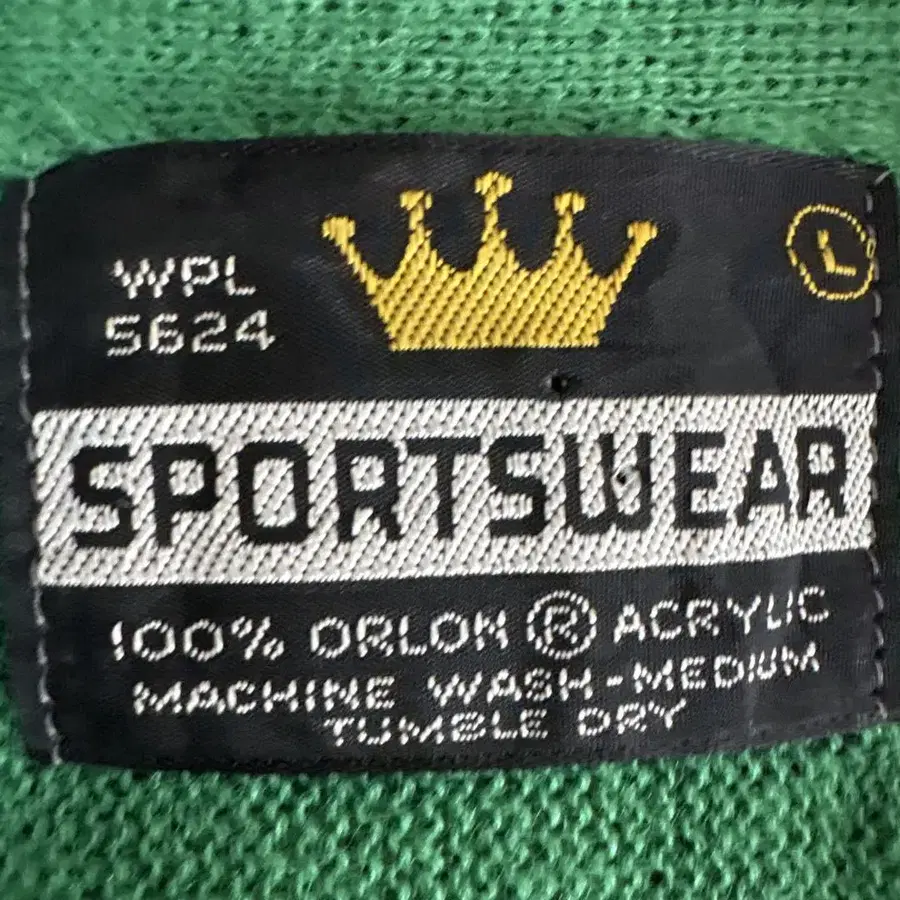 WPL
5624
L
SPORTSWEAR
100% ORLON ® ACRYLIC
MACHINE WASH-MEDIUM
TUMBLE DRY